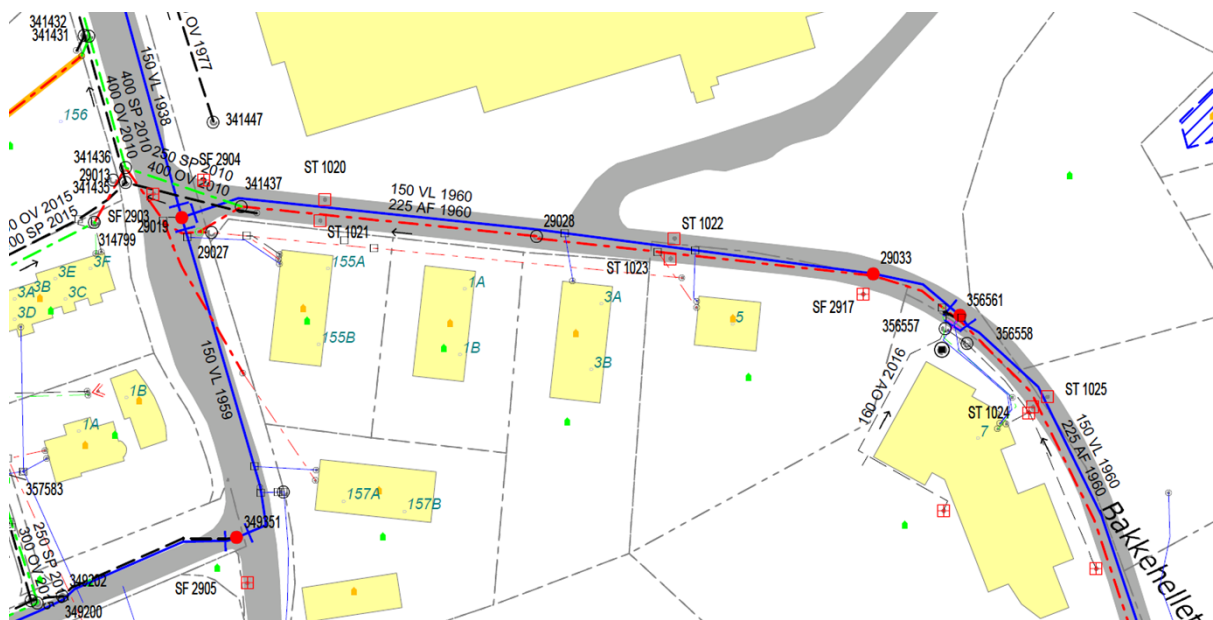 341432
341431
OV 1977
150 VL 1938
156
400 SP 2010
400 OV 2010
341447
341436
29013
341435
SF 2904
250 SP 2010
400 OV 2010
341437
ST 1020
150 VL 1960
225 AF 1960
OV 2015
SP 2015
SF 2903
29019
314799
29027
ST 1021
29028
ST 1022
ST 1023
29033
SF 2917
356561
356557
356558
3F
3E
3B
3A
3C
3D
155A
155B
1A
1B
3A
3B
5
150 VL 1959
160 OV 2016
ST 1025
ST 1024
7
150 VL 1960
225 AF 1960
Bakkehellet
1B
1A
357583
157A
157B
349351
250 SP 2016
300 OV 2015
349202
349200
SF 2905